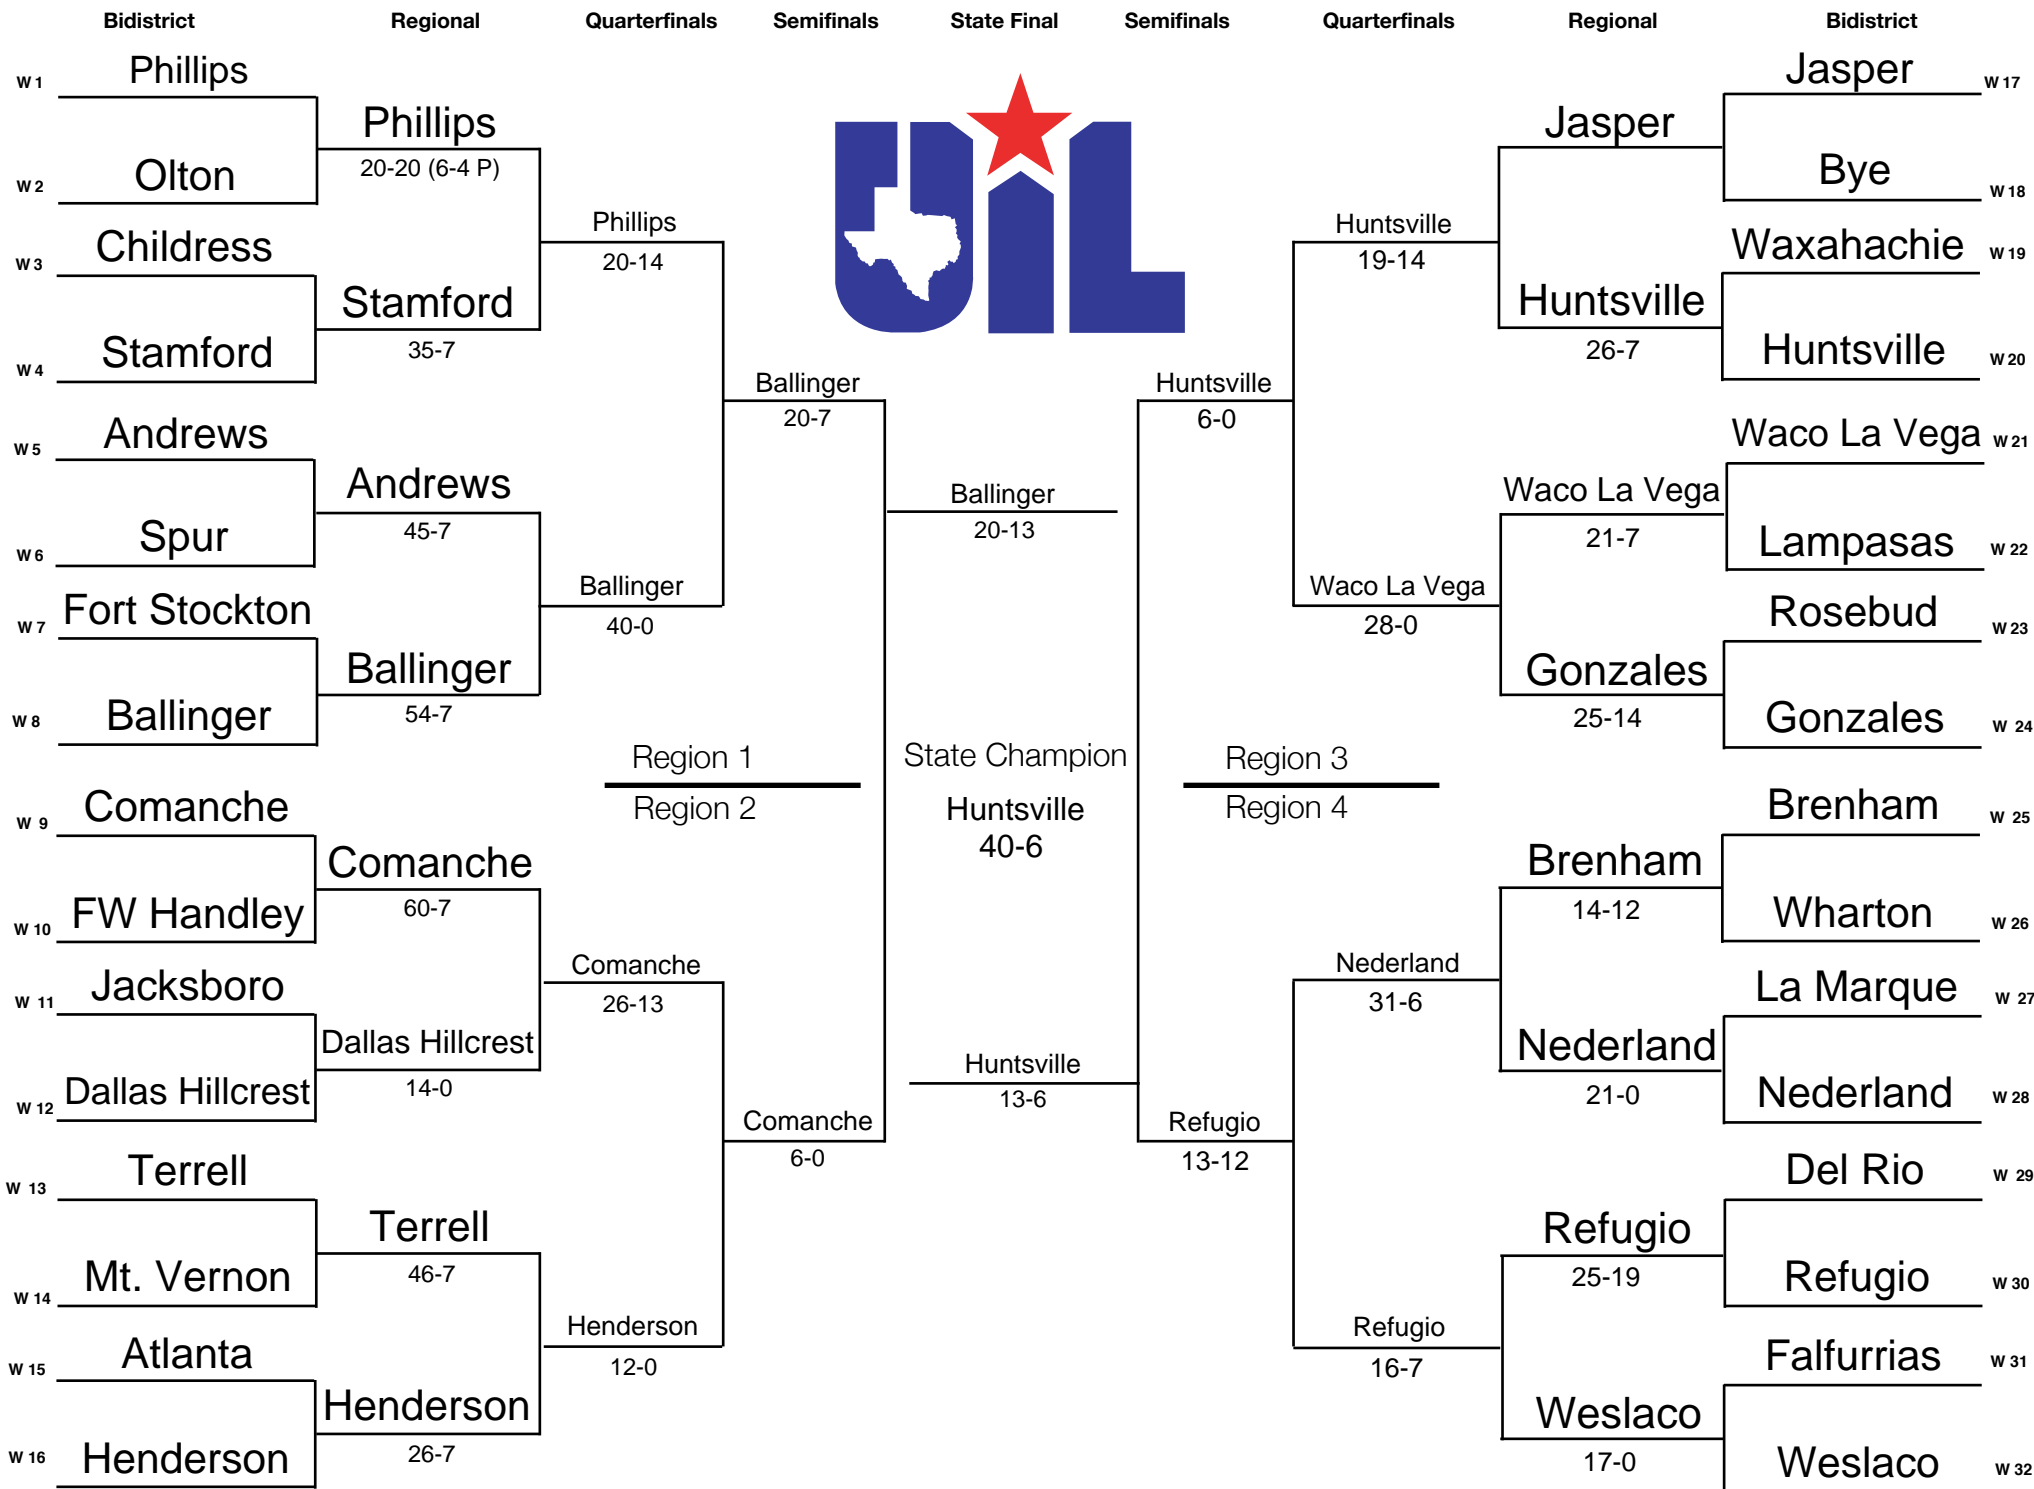 Bidistrict Regional Quarterfinals Semifinals State Final Semifinals Quarterfinals Regional Bidistrict
W 1 Phillips
W 2 Olton
W 3 Childress
W 4 Stamford
W 5 Andrews
W 6 Spur
W 7 Fort Stockton
W 8 Ballinger
W 9 Comanche
W 10 FW Handley
W 11 Jacksboro
W 12 Dallas Hillcrest
W 13 Terrell
W 14 Mt. Vernon
W 15 Atlanta
W 16 Henderson
Phillips
20-20 (6-4 P)
Stamford
35-7
Andrews
45-7
Ballinger
54-7
Comanche
60-7
Dallas Hillcrest
14-0
Terrell
46-7
Henderson
26-7
Phillips
20-14
Ballinger
40-0
Comanche
26-13
Henderson
12-0
Ballinger
20-7
Comanche
6-0
Region 1
Region 2
UIL
Ballinger
20-13
State Champion
Huntsville
40-6
Huntsville
13-6
Huntsville
6-0
Refugio
13-12
Region 3
Region 4
Huntsville
19-14
Waco La Vega
28-0
Nederland
31-6
Refugio
16-7
Jasper
Huntsville
26-7
Waco La Vega
21-7
Gonzales
25-14
Brenham
14-12
Nederland
21-0
Refugio
25-19
Weslaco
17-0
Jasper W 17
Bye W 18
Waxahachie W 19
Huntsville W 20
Waco La Vega W 21
Lampasas W 22
Rosebud W 23
Gonzales W 24
Brenham W 25
Wharton W 26
La Marque W 27
Nederland W 28
Del Rio W 29
Refugio W 30
Falfurrias W 31
Weslaco W 32